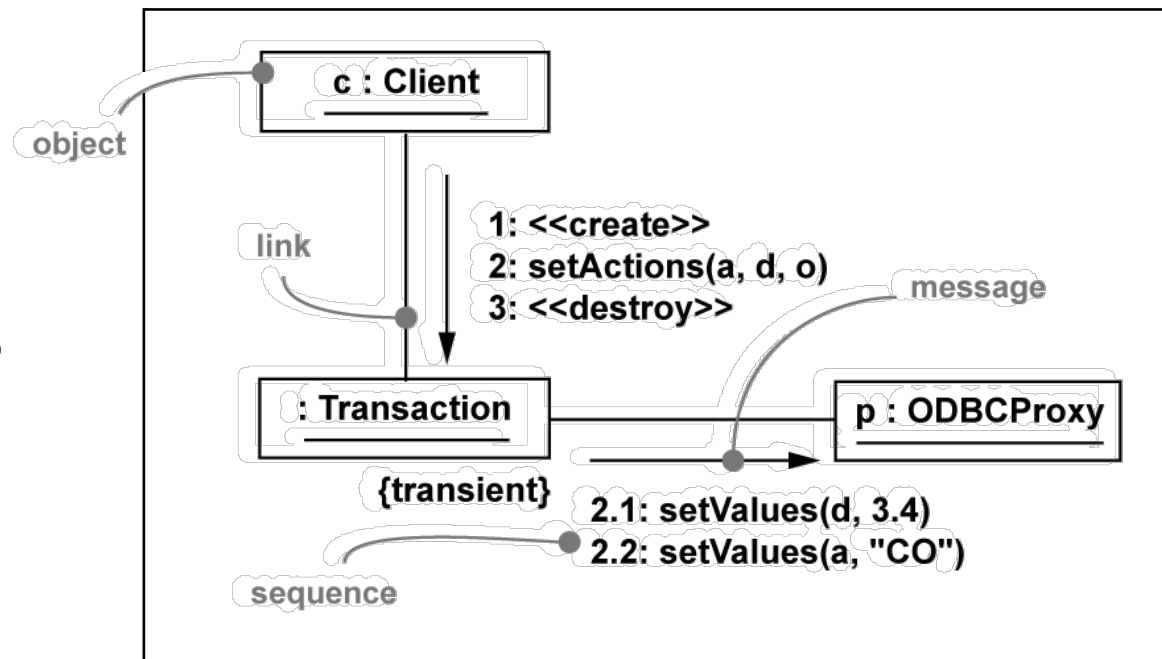 c : Client
object
1: <<create>>
link
2: setActions(a, d, o)
message
3: <<destroy>>
: Transaction
p : ODBCProxy
{transient}
2.1: setValues(d, 3.4)
2.2: setValues(a, "CO")
sequence